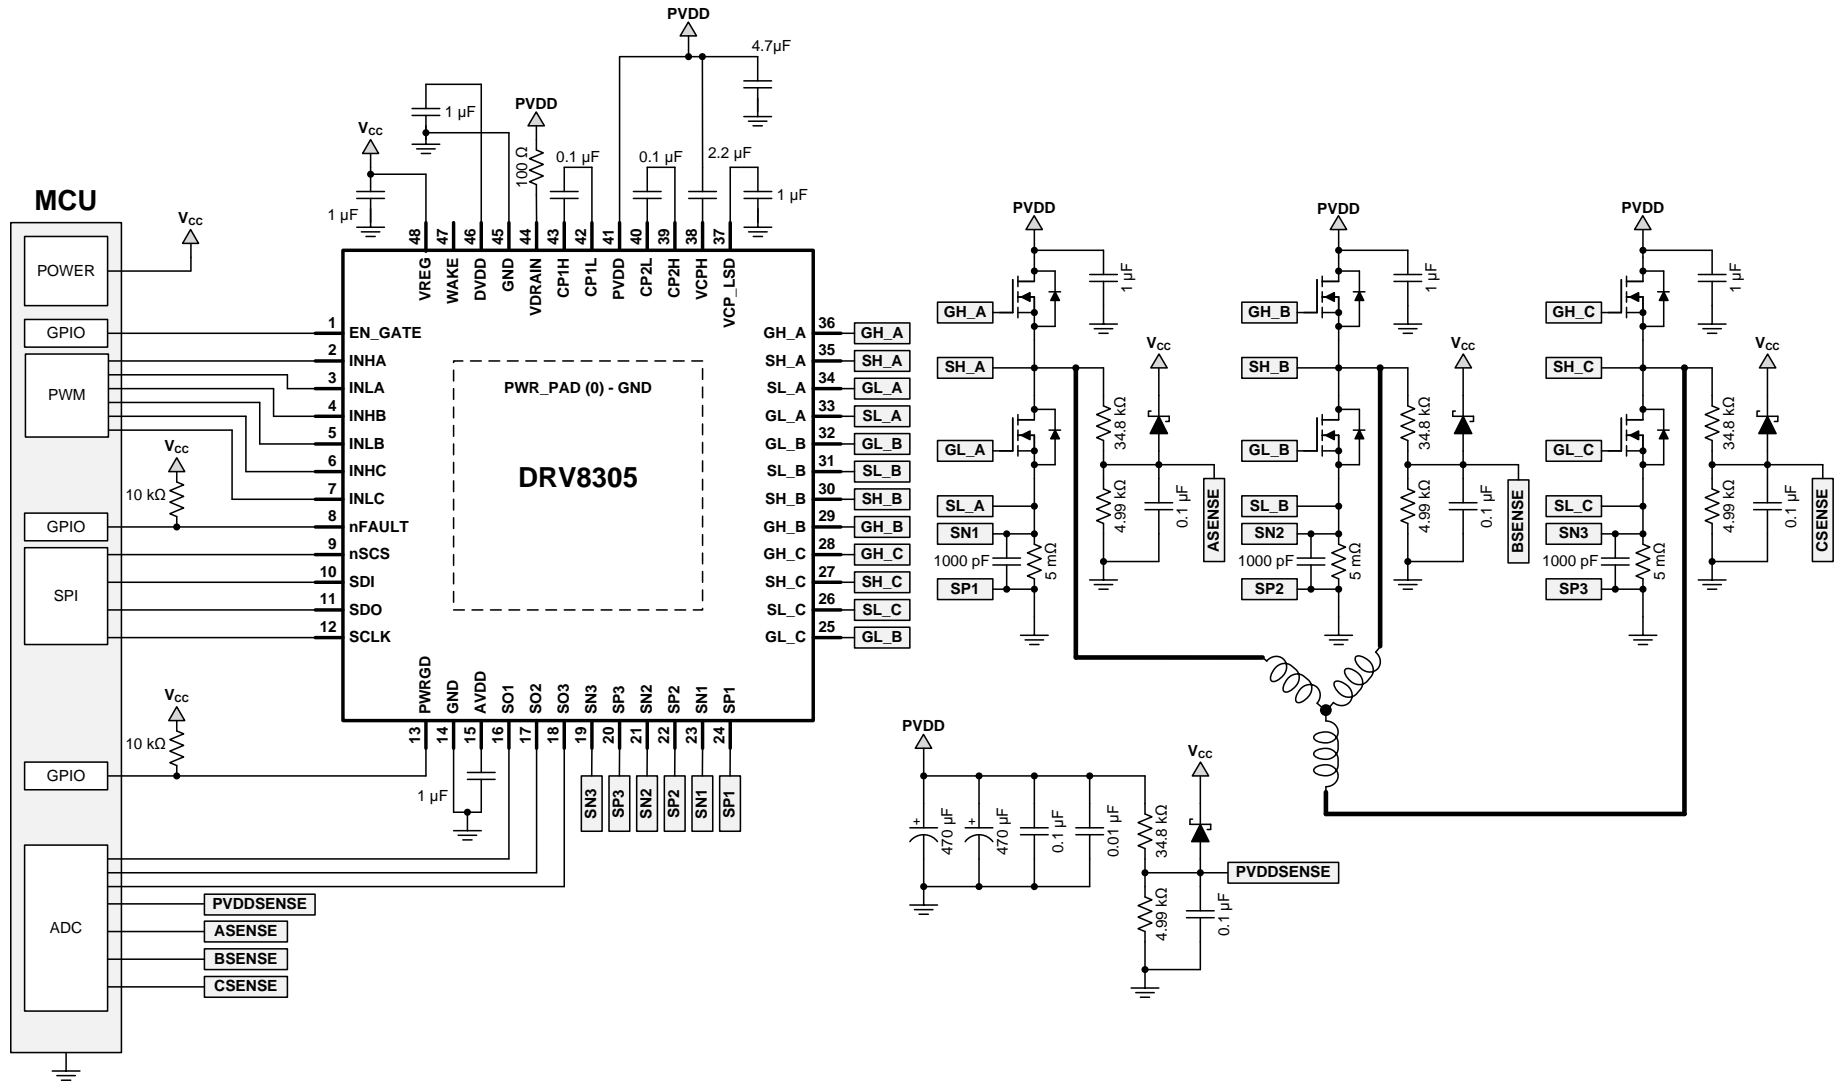 PVDD
4.7µF
1 µF
PVDD
VCC
100 Ω
0.1 µF
0.1 µF
2.2 µF
1 µF
1 µF
MCU
VCC
48
47
46
45
44
43
42
41
40
39
38
37
VREG
WAKE
DVDD
GND
VDRAIN
CP1H
CP1L
PVDD
CP2L
CP2H
VCPH
VCP_LSD
POWER
GPIO
PWM
VCC
10 kΩ
GPIO
SPI
1 EN_GATE
2 INHA
3 INLA
4 INHB
5 INLB
6 INHC
7 INLC
8 nFAULT
9 nSCS
10 SDI
11 SDO
12 SCLK
PWR_PAD (0) - GND
DRV8305
GH_A 36 GH_A
SH_A 35 SH_A
SL_A 34 GL_A
GL_A 33 SL_A
GL_B 32 GL_B
SL_B 31 SL_B
SH_B 30 SH_B
GH_B 29 GH_B
GH_C 28 GH_C
SH_C 27 SH_C
SL_C 26 SL_C
GL_C 25 GL_B
PWRGD
GND
AVDD
SO1
SO2
SO3
SN3
SP3
SN2
SP2
SN1
SP1
13
14
15
16
17
18
19
20
21
22
23
24
SN3
SP3
SN2
SP2
SN1
SP1
VCC
10 kΩ
GPIO
1 µF
ADC
PVDDSENSE
ASENSE
BSENSE
CSENSE
PVDD
1 µF
GH_A
SH_A
VCC
34.8 kΩ
GL_A
SL_A
4.99 kΩ
0.1 µF
ASENSE
SN1
1000 pF
5 mΩ
SP1
PVDD
1 µF
GH_B
SH_B
VCC
34.8 kΩ
GL_B
SL_B
4.99 kΩ
0.1 µF
BSENSE
SN2
1000 pF
5 mΩ
SP2
PVDD
1 µF
GH_C
SH_C
VCC
34.8 kΩ
GL_C
SL_C
4.99 kΩ
0.1 µF
CSENSE
SN3
1000 pF
5 mΩ
SP3
PVDD
VCC
+
470 µF
+
470 µF
0.1 µF
0.01 µF
34.8 kΩ
PVDDSENSE
4.99 kΩ
0.1 µF